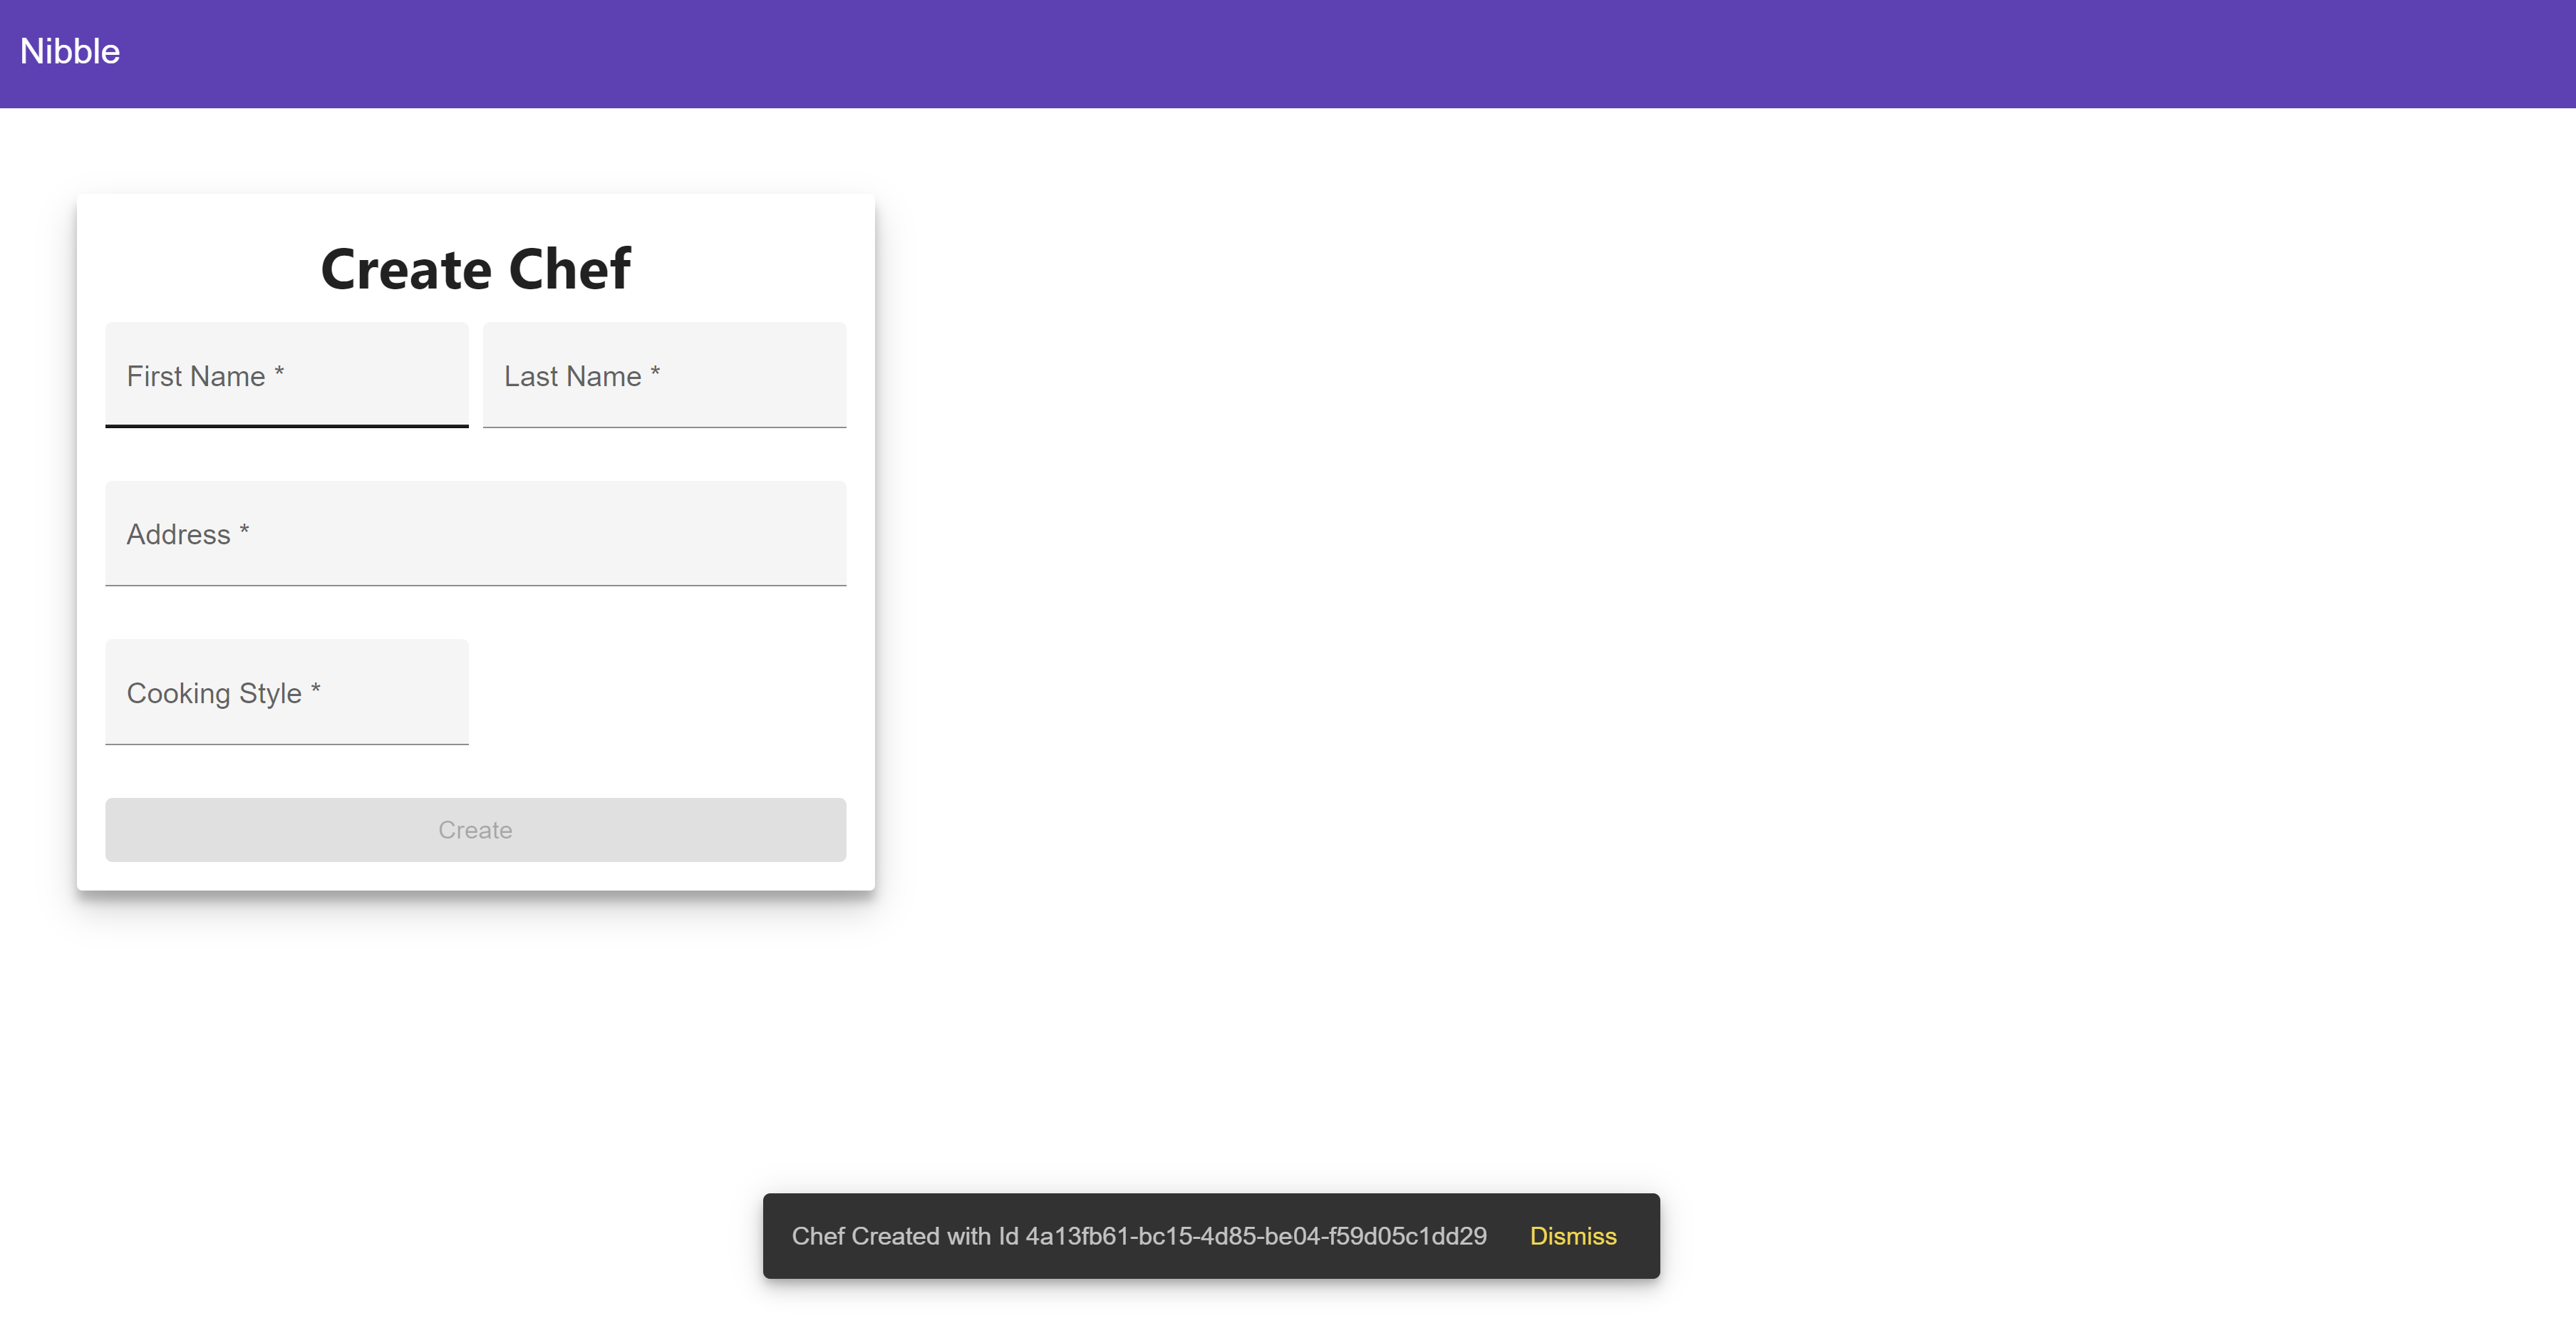 Nibble
Create Chef
First Name * Last Name *
Address *
Cooking Style *
Create
Chef Created with Id 4a13fb61-bc15-4d85-be04-f59d05c1dd29 Dismiss